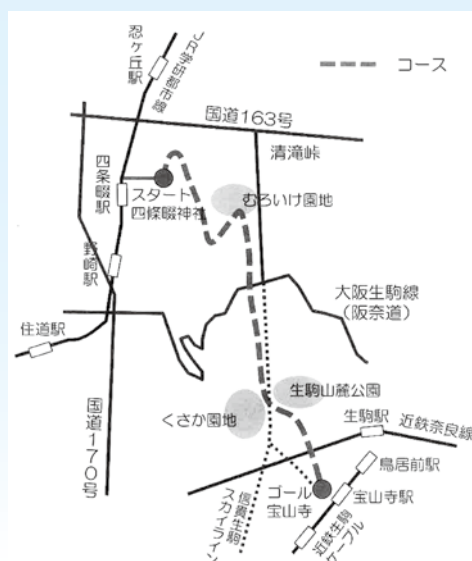 忍ヶ丘駅
JR学研都市線
コース
国道163号
清滝峠
四条畷駅
スタート
四條畷神社
むろいけ園地
野崎駅
大阪生駒線
(阪奈道)
住道駅
国道170号
くさか園地
生駒山麓公園
生駒駅
近鉄奈良線
鳥居前駅
ゴール
宝山寺
宝山寺駅
信貴生駒
スカイライン
近鉄生駒
ケーブル